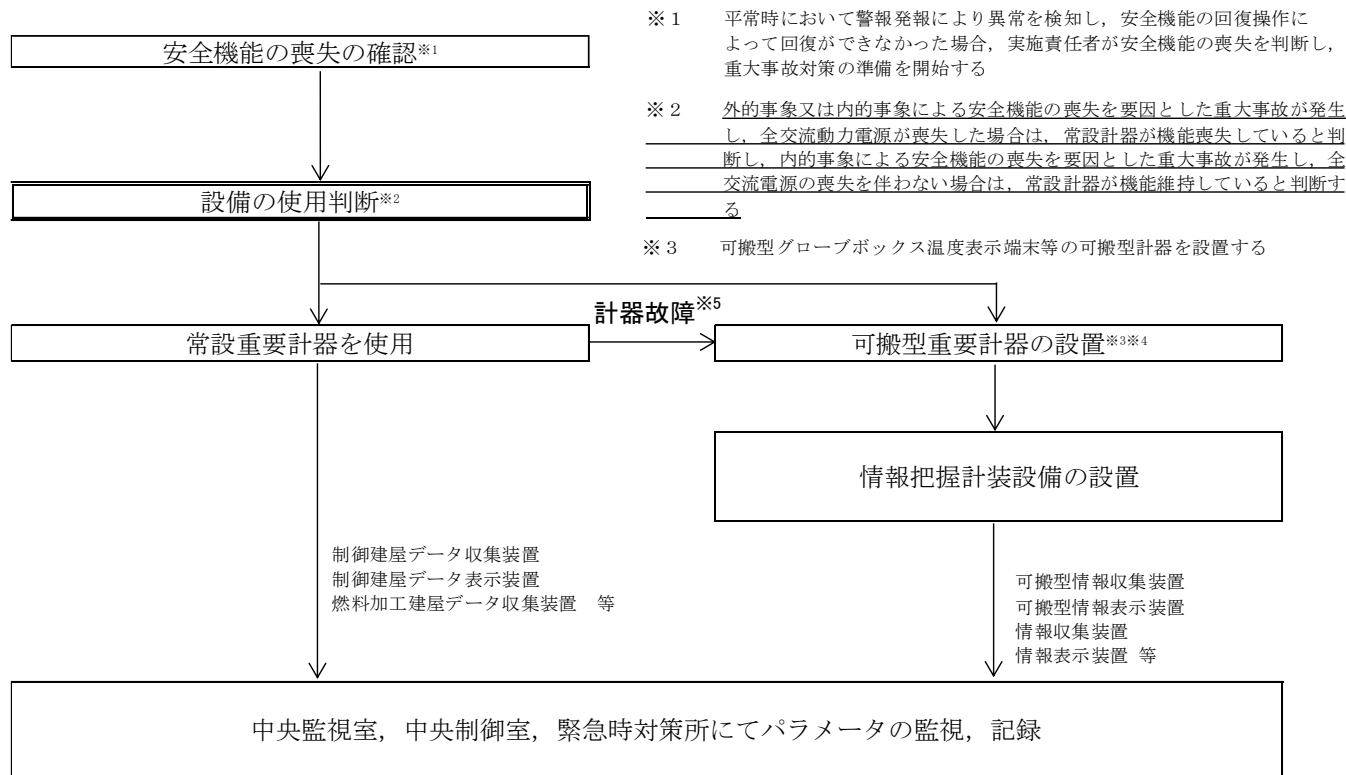 ※１　平常時において警報発報により異常を検知し，安全機能の回復操作に
よって回復ができなかった場合，実施責任者が安全機能の喪失を判断し，
重大事故対策の準備を開始する
※２　外的事象又は内的事象による安全機能の喪失を要因とした重大事故が発生
し，全交流動力電源が喪失した場合は，常設計器が機能喪失していると判
断し，内的事象による安全機能の喪失を要因とした重大事故が発生し，全
交流電源の喪失を伴わない場合は，常設計器が機能維持していると判断す
る
※３　可搬型グローブボックス温度表示端末等の可搬型計器を設置する
安全機能の喪失の確認※1
設備の使用判断※2
計器故障※5
常設重要計器を使用
可搬型重要計器の設置※3※4
情報把握計装設備の設置
制御建屋データ収集装置
制御建屋データ表示装置
燃料加工建屋データ収集装置　等
可搬型情報収集装置
可搬型情報表示装置
情報収集装置
情報表示装置 等
中央監視室，中央制御室，緊急時対策所にてパラメータの監視，記録